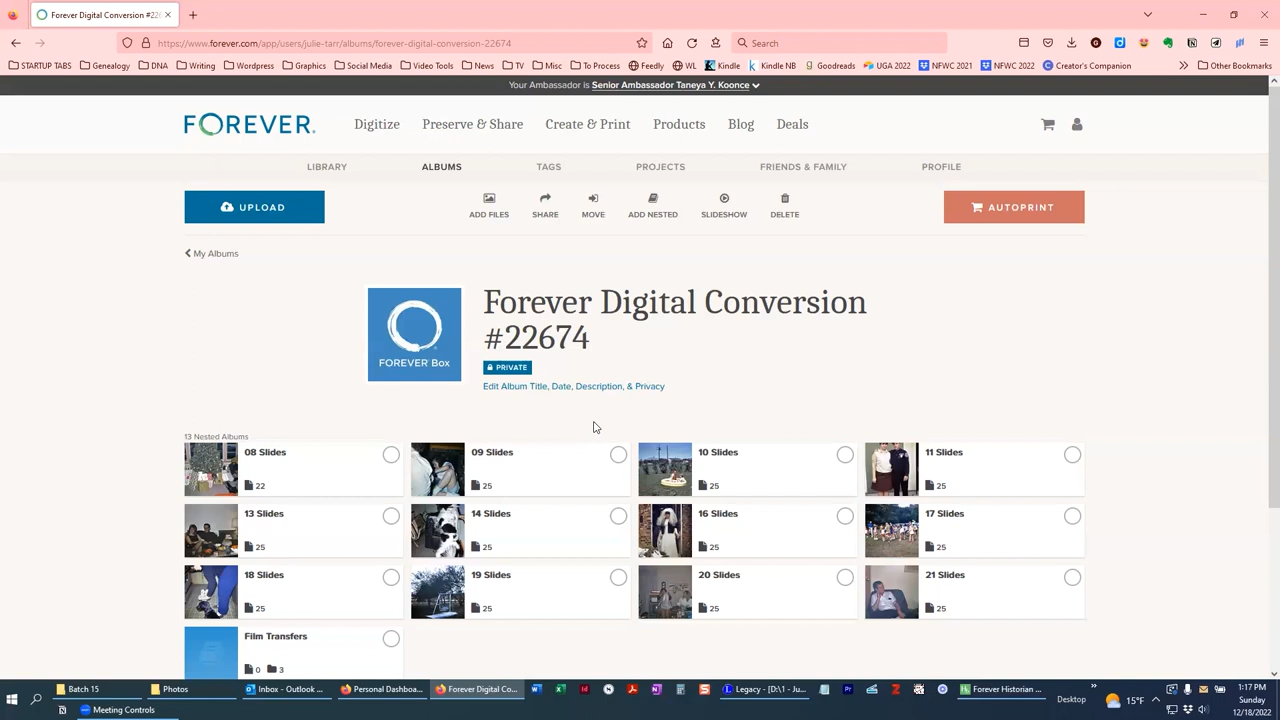 Forever Digital Conversion #226
https://www.forever.com/app/users/julie-tarr/albums/forever-digital-conversion-22674
Search
STARTUP TABS
Genealogy
DNA
Writing
Wordpress
Graphics
Social Media
Video Tools
News
TV
Misc
To Process
Feedly
WL
Kindle
Kindle NB
Goodreads
UGA 2022
NFWC 2021
NFWC 2022
Creator's Companion
Other Bookmarks
Your Ambassador is Senior Ambassador Taneya Y. Koonce
FOREVER.
Digitize
Preserve & Share
Create & Print
Products
Blog
Deals
LIBRARY
ALBUMS
TAGS
PROJECTS
FRIENDS & FAMILY
PROFILE
UPLOAD
ADD FILES
SHARE
MOVE
ADD NESTED
SLIDESHOW
DELETE
AUTOPRINT
My Albums
FOREVER Box
Forever Digital Conversion
#22674
PRIVATE
Edit Album Title, Date, Description, & Privacy
13 Nested Albums
08 Slides
22
09 Slides
25
10 Slides
25
11 Slides
25
13 Slides
25
14 Slides
25
16 Slides
25
17 Slides
25
18 Slides
25
19 Slides
25
20 Slides
25
21 Slides
25
Film Transfers
0 3
Batch 15
Photos
Inbox - Outlook ...
Personal Dashboa...
Forever Digital Co...
Legacy - [D:\1 - Ju...
Forever Historian ...
Desktop
15°F
1:17 PM
Sunday
12/18/2022
Meeting Controls